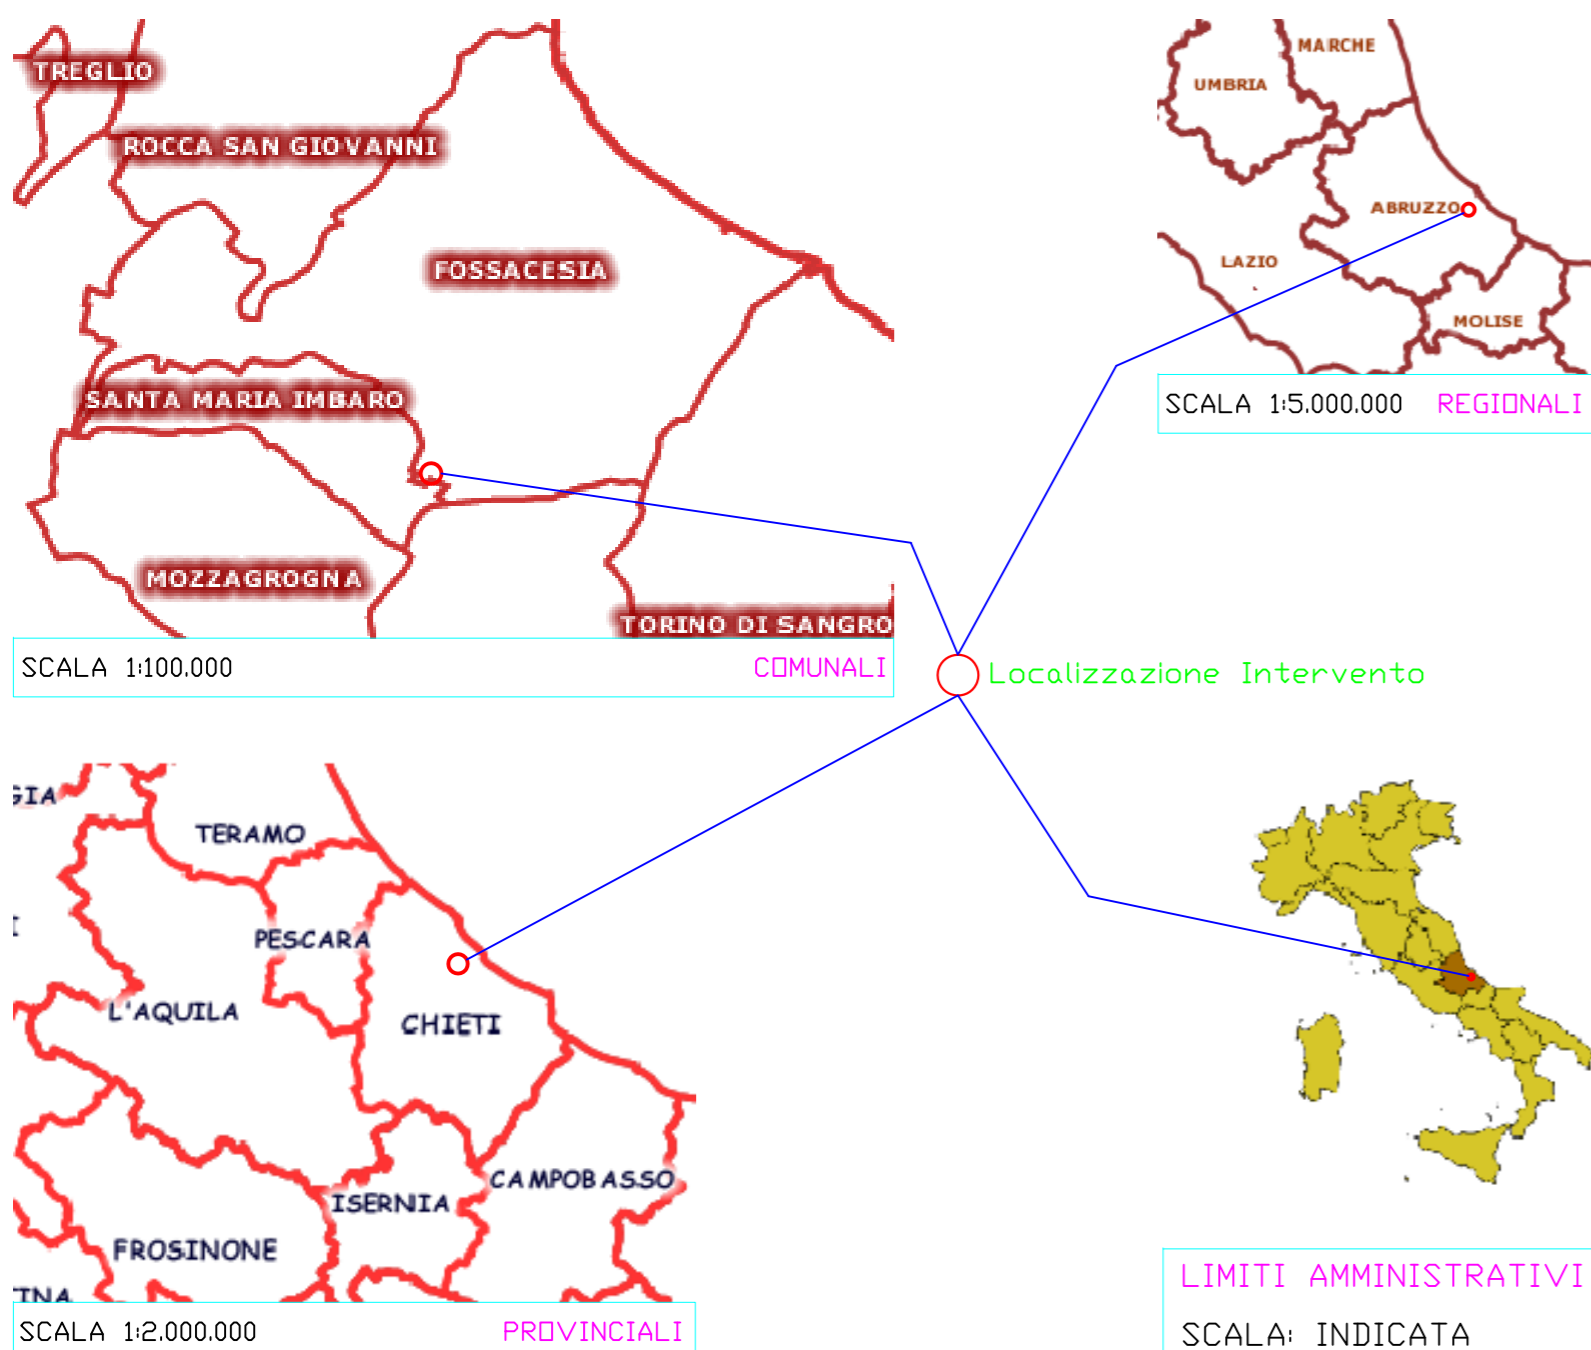 TREGLIO
ROCCA SAN GIOVANNI
FOSSACESIA
SANTA MARIA IMBARO
MOZZAGROGNA
TORINO DI SANGRO
SCALA 1:100.000 COMUNALI
MARCHE
UMBRIA
ABRUZZO
LAZIO
MOLISE
SCALA 1:5.000.000 REGIONALI
Localizzazione Intervento
GIA
TERAMO
I
PESCARA
L'AQUILA
CHIETI
CAMPOBASSO
ISERNIA
FROSINONE
TINA
SCALA 1:2.000.000 PROVINCIALI
LIMITI AMMINISTRATIVI
SCALA: INDICATA